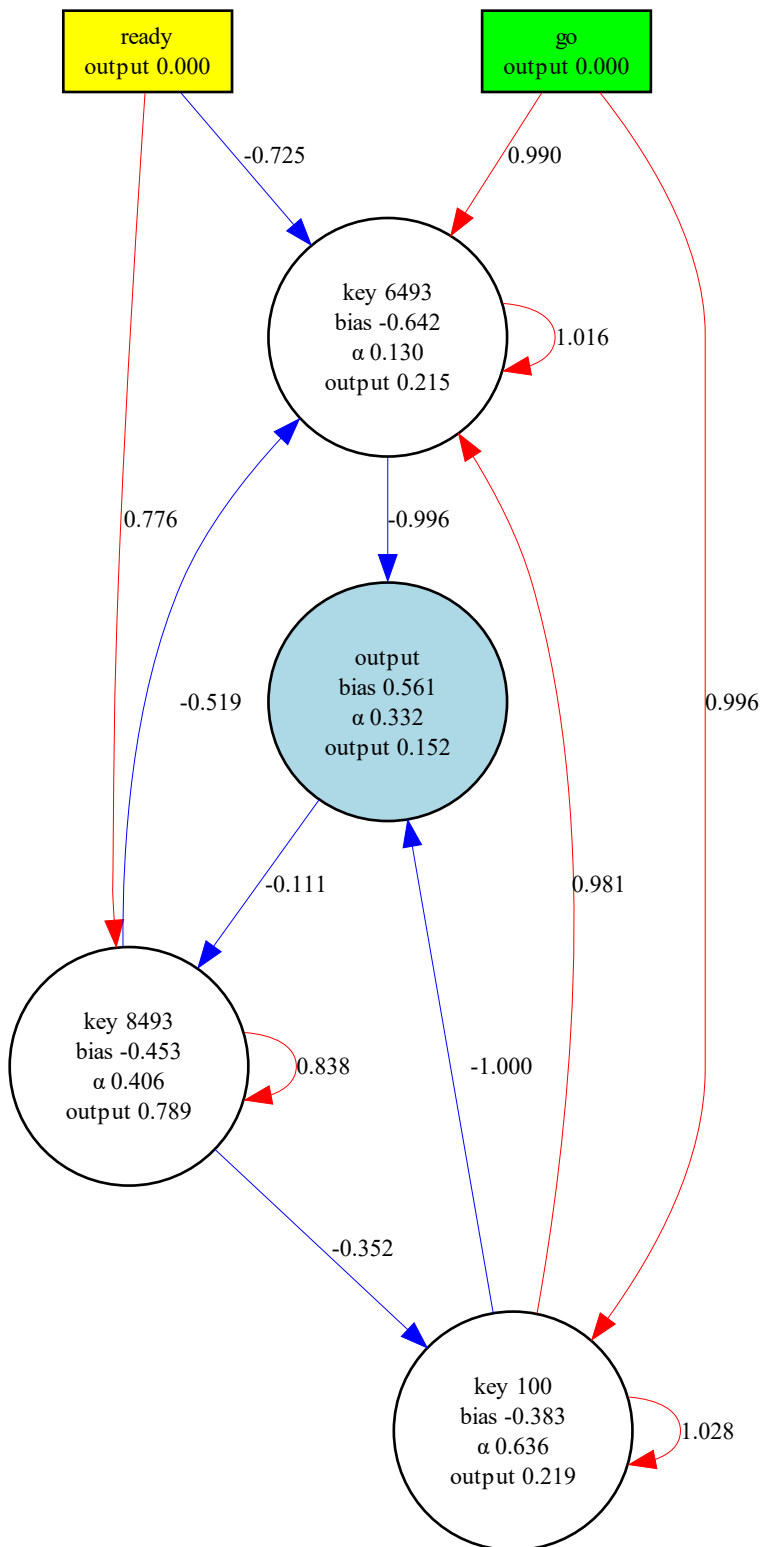 ready
output 0.000
go
output 0.000
-0.725
0.990
key 6493
bias -0.642
α 0.130
output 0.215
1.016
0.776
-0.996
-0.519
output
bias 0.561
α 0.332
output 0.152
0.996
-0.111
0.981
key 8493
bias -0.453
α 0.406
output 0.789
0.838
-1.000
-0.352
key 100
bias -0.383
α 0.636
output 0.219
1.028